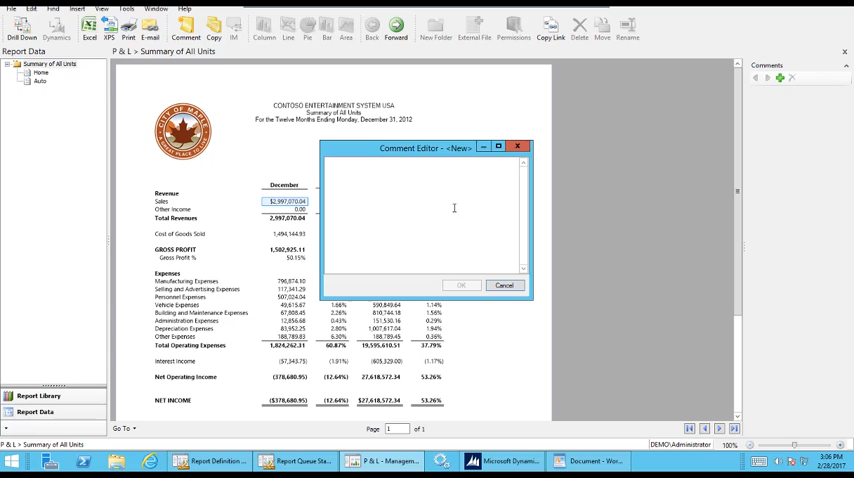 File Edit Find Insert View Tools Window Help
Drill Down Dynamics Excel XPS Print E-mail Comment Copy IM Column Line Pie Bar Area Back Forward New Folder External File Permissions Copy Link Delete Move Rename
Report Data
P & L > Summary of All Units
Summary of All Units
Home
Auto
Comments
CITY OF MAPLE
A GREAT PLACE TO LIVE
CONTOSO ENTERTAINMENT SYSTEM USA
Summary of All Units
For the Twelve Months Ending Monday, December 31, 2012
Comment Editor - <New>
OK Cancel
December
Revenue
Sales $2,997,070.04
Other Income 0.00
Total Revenues 2,997,070.04
Cost of Goods Sold 1,494,144.93
GROSS PROFIT 1,502,925.11
Gross Profit % 50.15%
Expenses
Manufacturing Expenses 796,874.10
Selling and Advertising Expenses 117,341.29
Personnel Expenses 507,024.04
Vehicle Expenses 49,615.67 1.66% 590,849.64 1.14%
Building and Maintenance Expenses 67,808.45 2.26% 810,744.18 1.56%
Administration Expenses 12,856.68 0.43% 151,530.16 0.29%
Depreciation Expenses 83,952.25 2.80% 1,007,617.04 1.94%
Other Expenses 188,789.83 6.30% 188,789.45 0.36%
Total Operating Expenses 1,824,262.31 60.87% 19,595,610.51 37.79%
Interest Income (57,343.75) (1.91%) (605,329.00) (1.17%)
Net Operating Income (378,680.95) (12.64%) 27,618,572.34 53.26%
NET INCOME ($378,680.95) (12.64%) $27,618,572.34 53.26%
Report Library
Report Data
Go To
Page 1 of 1
P & L > Summary of All Units
DEMO\Administrator 100%
Report Definition ...
Report Queue Sta...
P & L - Manageme...
Microsoft Dynami...
Document - Wor...
3:06 PM
2/28/2017